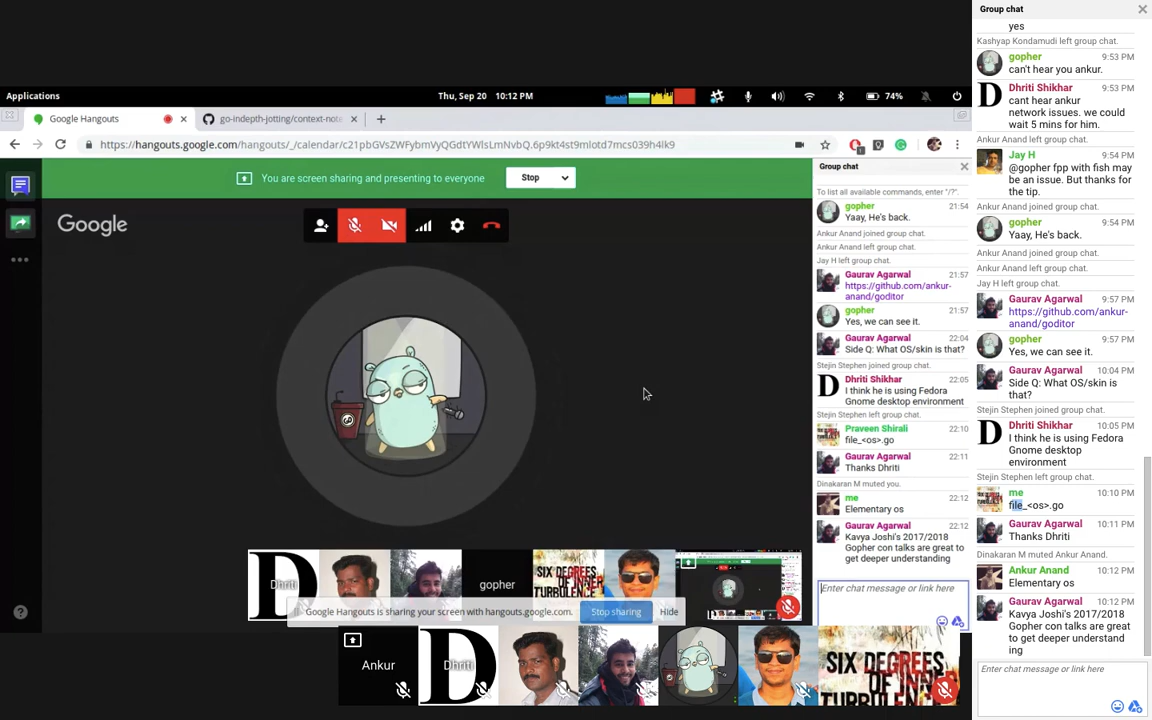 Applications
Thu, Sep 20 10:12 PM
74%
Google Hangouts
go-indepth-jotting/context-note
https://hangouts.google.com/hangouts/_/calendar/c21pbGVsZWFybmVyQGdtYWlsLmNvbQ.6p9kt4st9mlotd7mcs039h4lk9
You are screen sharing and presenting to everyone
Stop
Google
Dhriti
gopher
SIX DEGREES
OF INNER
TURBULENCE
Google Hangouts is sharing your screen with hangouts.google.com.
Stop sharing
Hide
Ankur
Dhriti
SIX DEGREES
OF INNER
TURBULENCE
Group chat
To list all available commands, enter "/?".
gopher 21:54
Yaay, He's back.
Ankur Anand joined group chat.
Ankur Anand left group chat.
Jay H left group chat.
Gaurav Agarwal 21:57
https://github.com/ankur-
anand/goditor
gopher 21:57
Yes, we can see it.
Gaurav Agarwal 22:04
Side Q: What OS/skin is that?
Stejin Stephen joined group chat.
Dhriti Shikhar 22:05
I think he is using Fedora
Gnome desktop environment
Stejin Stephen left group chat.
Praveen Shirali 22:10
file_<os>.go
Gaurav Agarwal 22:11
Thanks Dhriti
Dinakaran M muted you.
me 22:12
Elementary os
Gaurav Agarwal 22:12
Kavya Joshi's 2017/2018
Gopher con talks are great to
get deeper understanding
Enter chat message or link here
Group chat
yes
Kashyap Kondamudi left group chat.
gopher 9:53 PM
can't hear you ankur.
Dhriti Shikhar 9:53 PM
cant hear ankur
network issues. we could
wait 5 mins for him.
Ankur Anand left group chat.
Jay H 9:54 PM
@gopher fpp with fish may
be an issue. But thanks for
the tip.
Ankur Anand left group chat.
gopher 9:54 PM
Yaay, He's back.
Ankur Anand joined group chat.
Ankur Anand left group chat.
Jay H left group chat.
Gaurav Agarwal 9:57 PM
https://github.com/ankur-
anand/goditor
gopher 9:57 PM
Yes, we can see it.
Gaurav Agarwal 10:04 PM
Side Q: What OS/skin is
that?
Stejin Stephen joined group chat.
Dhriti Shikhar 10:05 PM
I think he is using Fedora
Gnome desktop
environment
Stejin Stephen left group chat.
me 10:10 PM
file_<os>.go
Gaurav Agarwal 10:11 PM
Thanks Dhriti
Dinakaran M muted Ankur Anand.
Ankur Anand 10:12 PM
Elementary os
Gaurav Agarwal 10:12 PM
Kavya Joshi's 2017/2018
Gopher con talks are great
to get deeper understand
ing
Enter chat message or link here